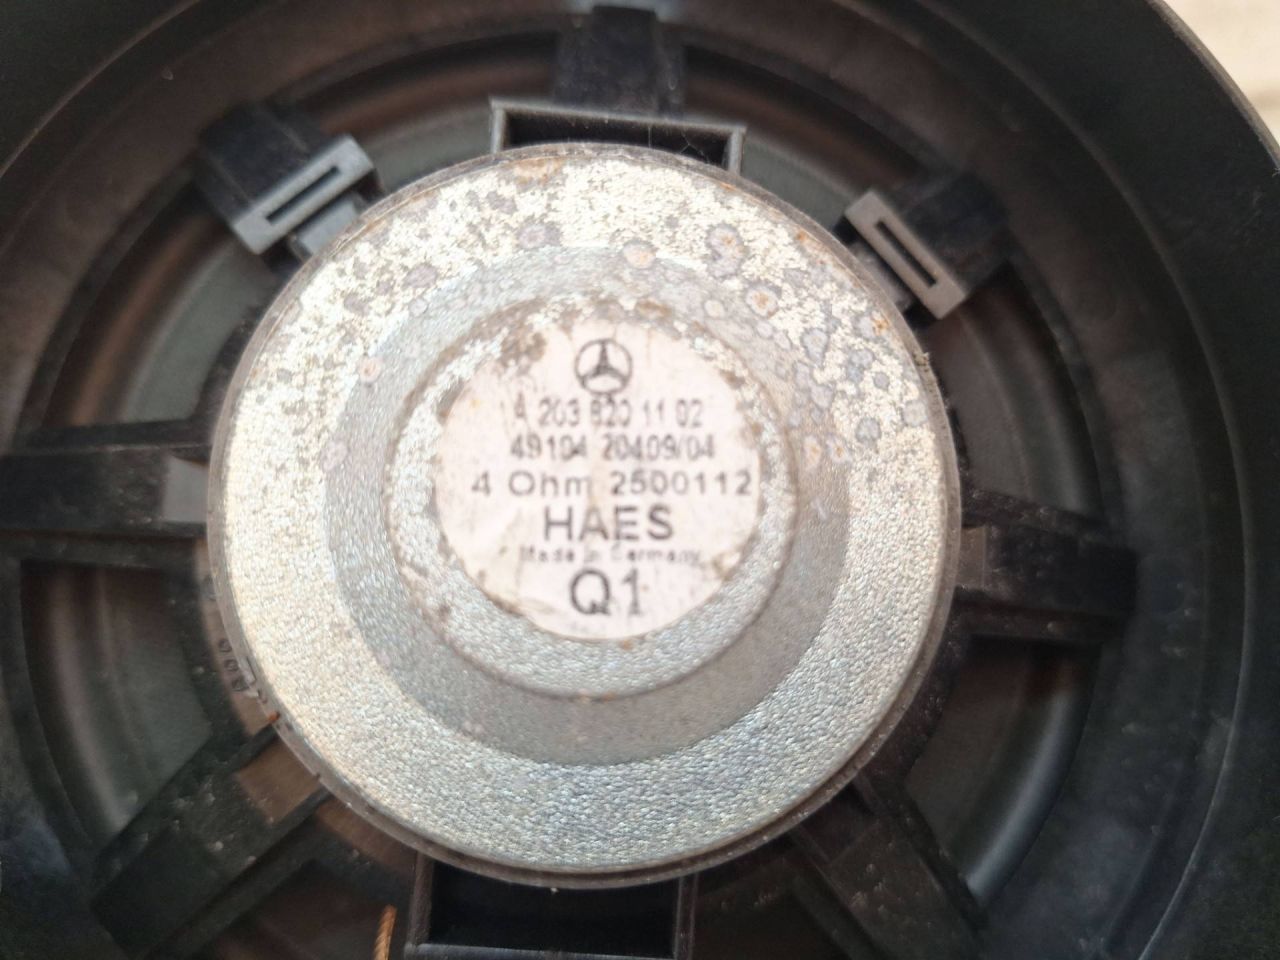 A 203 820 11 02
49104 20409/04
4 Ohm 2500112
HAES
Made in Germany
Q1